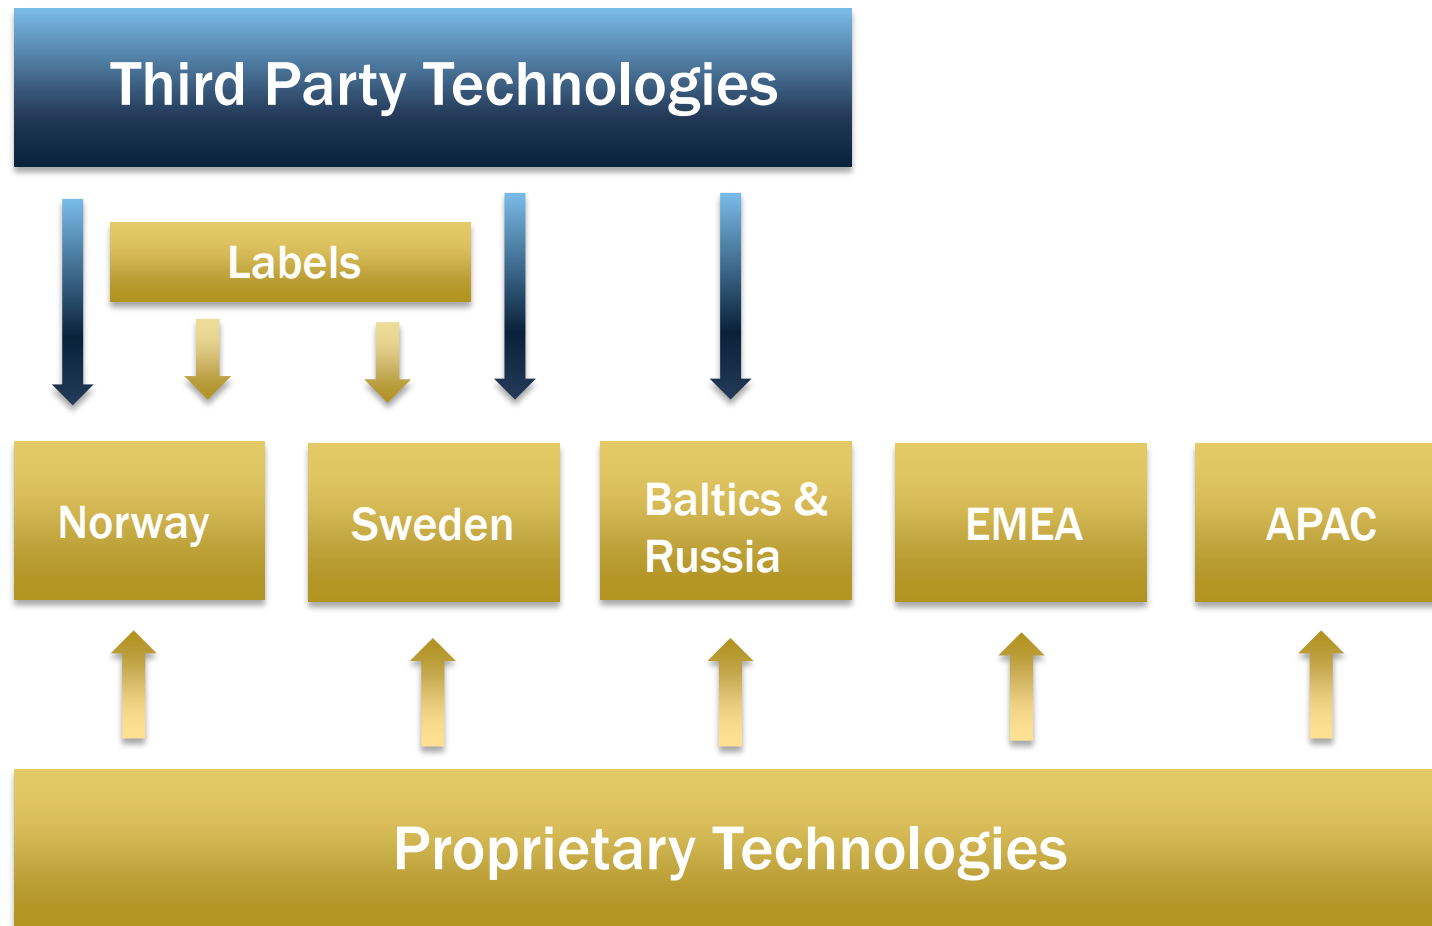 Third Party Technologies
Labels
Norway
Sweden
Baltics &
Russia
EMEA
APAC
Proprietary Technologies